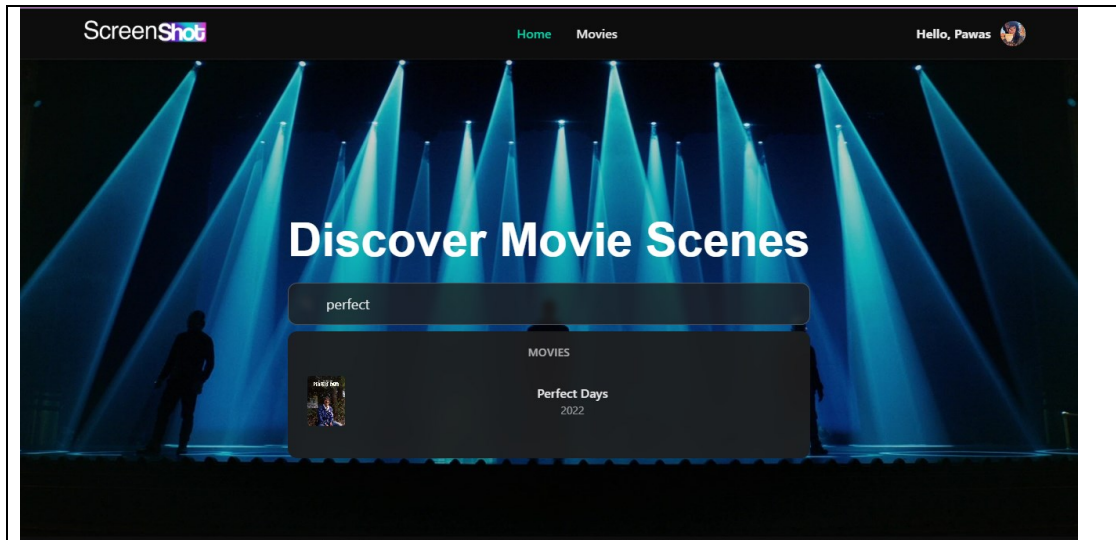 ScreenShot
Home Movies
Hello, Pawas
Discover Movie Scenes
perfect
MOVIES
Perfect Days
2022